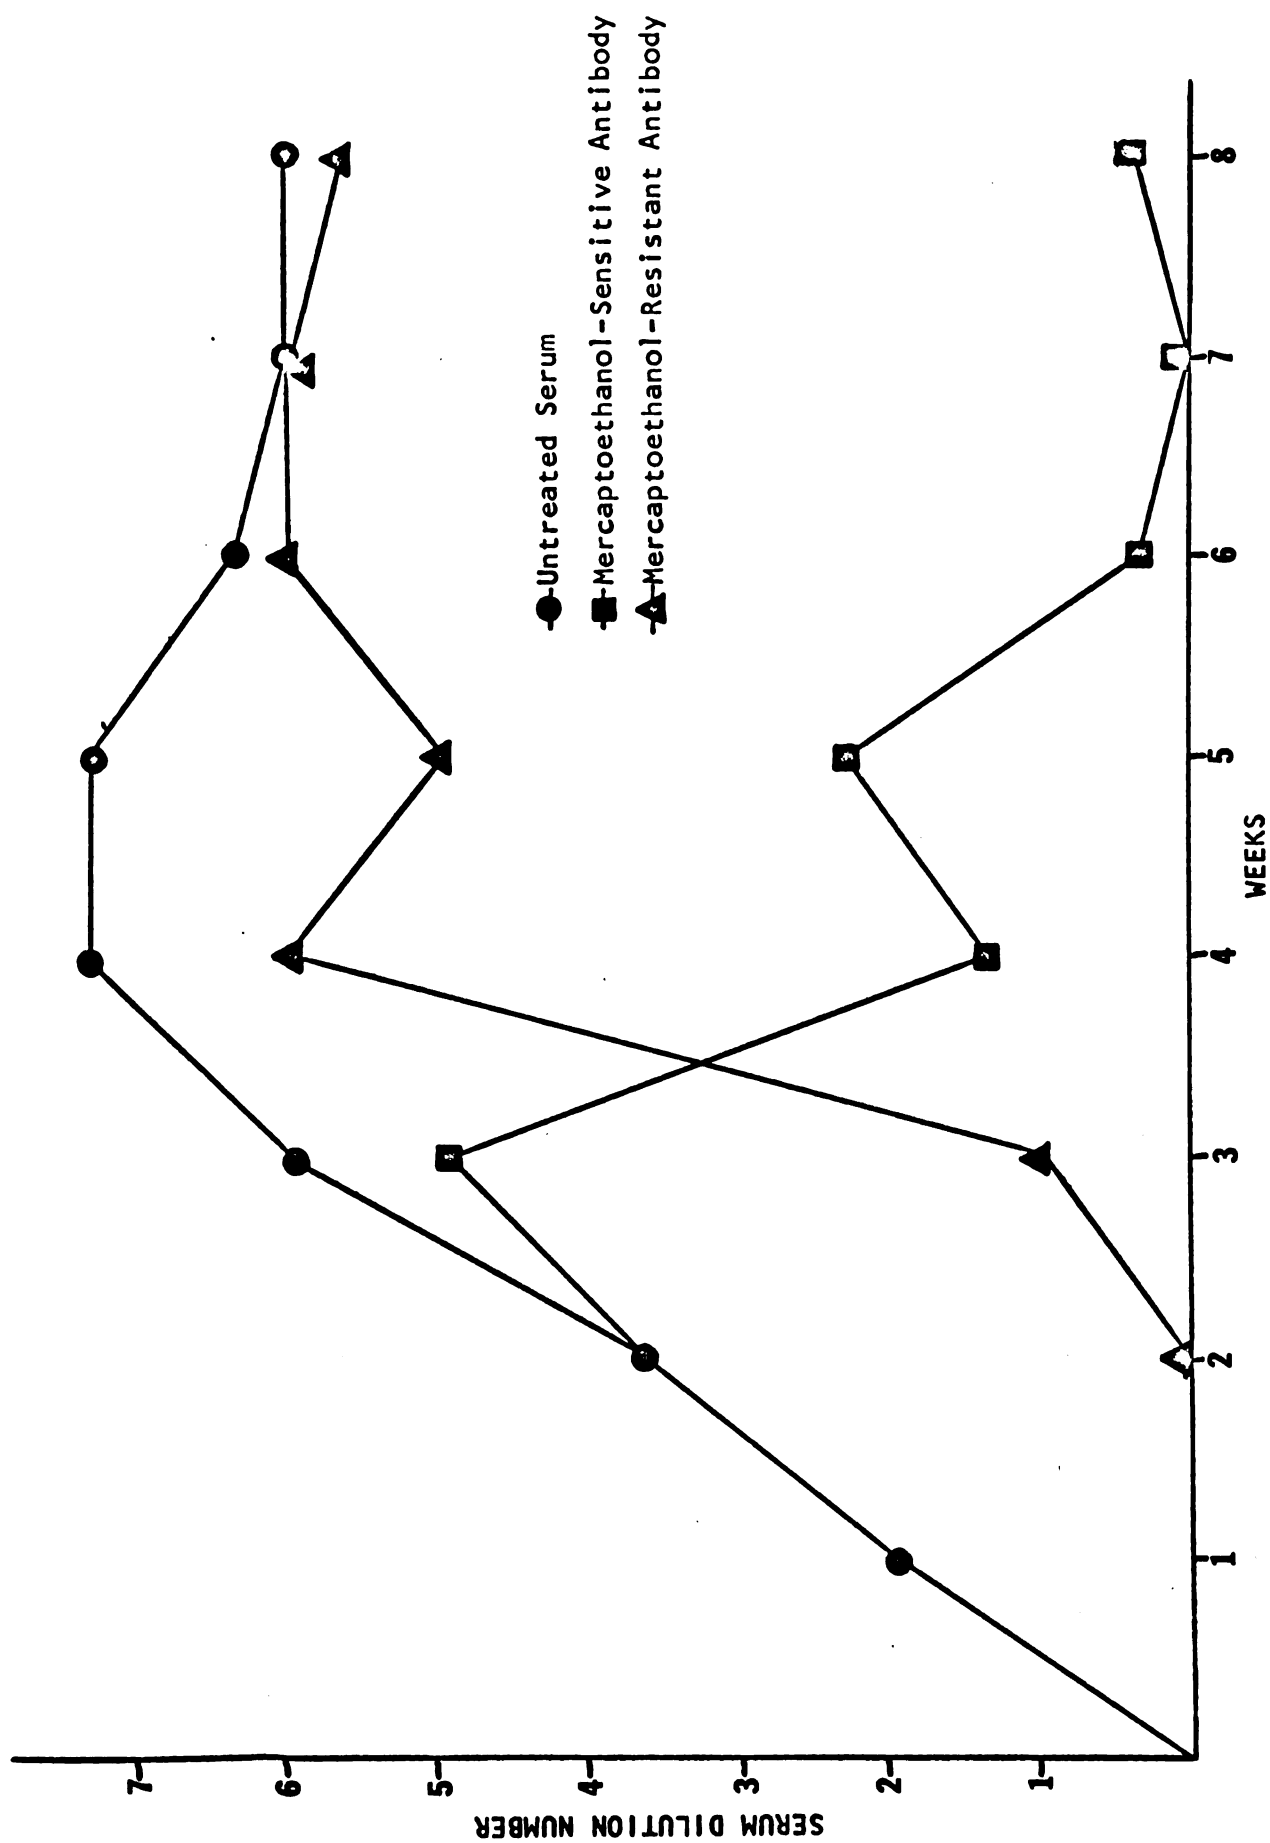 SERUM DILUTION NUMBER
7
6
5
4
3
2
1
Untreated Serum
Mercaptoethanol-Sensitive Antibody
Mercaptoethanol-Resistant Antibody
1 2 3 4 5 6 7 8
WEEKS